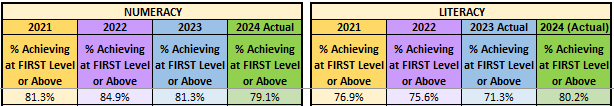 NUMERACY LITERACY
2021 2022 2023 2024 Actual 2021 2022 2023 Actual 2024 (Actual)
% Achieving % Achieving % Achieving % Achieving % Achieving % Achieving % Achieving % Achieving
at FIRST Level at FIRST Level at FIRST Level at FIRST Level at FIRST Level at FIRST Level at FIRST Level at FIRST Level
or Above or Above or Above or Above or Above or Above or Above or Above
81.3% 84.9% 81.3% 79.1% 76.9% 75.6% 71.3% 80.2%